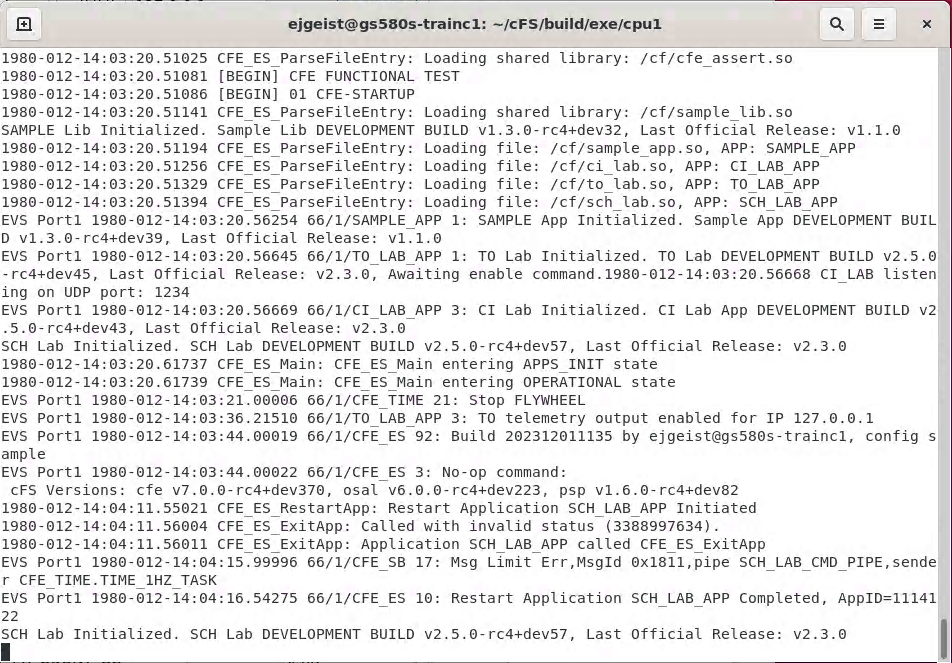 ejgeist@gs580s-trainc1: ~/cFS/build/exe/cpu1
1980-012-14:03:20.51025 CFE_ES_ParseFileEntry: Loading shared library: /cf/cfe_assert.so
1980-012-14:03:20.51081 [BEGIN] CFE FUNCTIONAL TEST
1980-012-14:03:20.51086 [BEGIN] 01 CFE-STARTUP
1980-012-14:03:20.51141 CFE_ES_ParseFileEntry: Loading shared library: /cf/sample_lib.so
SAMPLE Lib Initialized. Sample Lib DEVELOPMENT BUILD v1.3.0-rc4+dev32, Last Official Release: v1.1.0
1980-012-14:03:20.51194 CFE_ES_ParseFileEntry: Loading file: /cf/sample_app.so, APP: SAMPLE_APP
1980-012-14:03:20.51256 CFE_ES_ParseFileEntry: Loading file: /cf/ci_lab.so, APP: CI_LAB_APP
1980-012-14:03:20.51329 CFE_ES_ParseFileEntry: Loading file: /cf/to_lab.so, APP: TO_LAB_APP
1980-012-14:03:20.51394 CFE_ES_ParseFileEntry: Loading file: /cf/sch_lab.so, APP: SCH_LAB_APP
EVS Port1 1980-012-14:03:20.56254 66/1/SAMPLE_APP 1: SAMPLE App Initialized. Sample App DEVELOPMENT BUIL
D v1.3.0-rc4+dev39, Last Official Release: v1.1.0
EVS Port1 1980-012-14:03:20.56645 66/1/TO_LAB_APP 1: TO Lab Initialized. TO Lab DEVELOPMENT BUILD v2.5.0
-rc4+dev45, Last Official Release: v2.3.0, Awaiting enable command.1980-012-14:03:20.56668 CI_LAB listen
ing on UDP port: 1234
EVS Port1 1980-012-14:03:20.56669 66/1/CI_LAB_APP 3: CI Lab Initialized. CI Lab App DEVELOPMENT BUILD v2
.5.0-rc4+dev43, Last Official Release: v2.3.0
SCH Lab Initialized. SCH Lab DEVELOPMENT BUILD v2.5.0-rc4+dev57, Last Official Release: v2.3.0
1980-012-14:03:20.61737 CFE_ES_Main: CFE_ES_Main entering APPS_INIT state
1980-012-14:03:20.61739 CFE_ES_Main: CFE_ES_Main entering OPERATIONAL state
EVS Port1 1980-012-14:03:21.00006 66/1/CFE_TIME 21: Stop FLYWHEEL
EVS Port1 1980-012-14:03:36.21510 66/1/TO_LAB_APP 3: TO telemetry output enabled for IP 127.0.0.1
EVS Port1 1980-012-14:03:44.00019 66/1/CFE_ES 92: Build 202312011135 by ejgeist@gs580s-trainc1, config s
ample
EVS Port1 1980-012-14:03:44.00022 66/1/CFE_ES 3: No-op command:
 cFS Versions: cfe v7.0.0-rc4+dev370, osal v6.0.0-rc4+dev223, psp v1.6.0-rc4+dev82
1980-012-14:04:11.55021 CFE_ES_RestartApp: Restart Application SCH_LAB_APP Initiated
1980-012-14:04:11.56004 CFE_ES_ExitApp: Called with invalid status (3388997634).
1980-012-14:04:11.56011 CFE_ES_ExitApp: Application SCH_LAB_APP called CFE_ES_ExitApp
EVS Port1 1980-012-14:04:15.99996 66/1/CFE_SB 17: Msg Limit Err,MsgId 0x1811,pipe SCH_LAB_CMD_PIPE,sende
r CFE_TIME.TIME_1HZ_TASK
EVS Port1 1980-012-14:04:16.54275 66/1/CFE_ES 10: Restart Application SCH_LAB_APP Completed, AppID=11141
22
SCH Lab Initialized. SCH Lab DEVELOPMENT BUILD v2.5.0-rc4+dev57, Last Official Release: v2.3.0